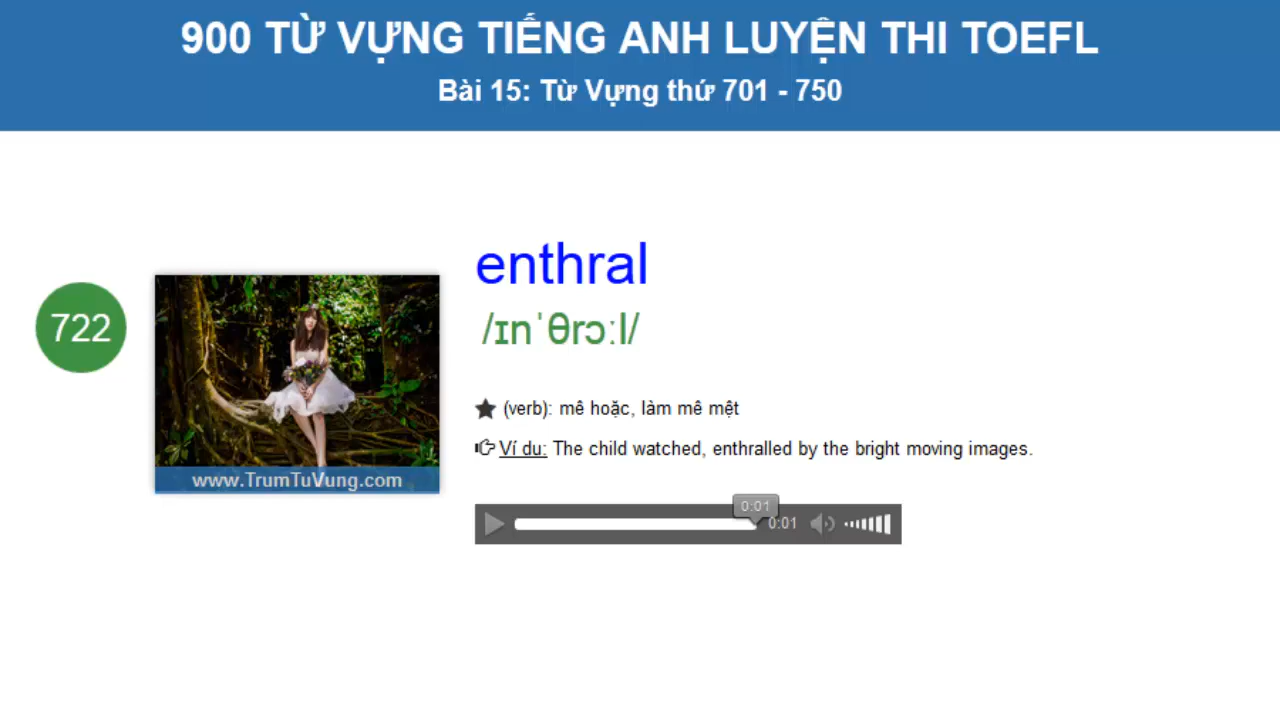 900 TỪ VỰNG TIẾNG ANH LUYỆN THI TOEFL
Bài 15: Từ Vựng thứ 701 - 750
722
www.TrumTuVung.com
enthral
/ɪnˈθrɔːl/
(verb): mê hoặc, làm mê mệt
Ví du: The child watched, enthralled by the bright moving images.
0:01
0:01